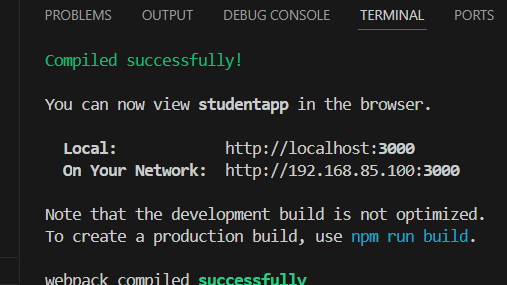 PROBLEMS OUTPUT DEBUG CONSOLE TERMINAL PORTS
Compiled successfully!
You can now view studentapp in the browser.
Local: http://localhost:3000
On Your Network: http://192.168.85.100:3000
Note that the development build is not optimized.
To create a production build, use npm run build.
webpack compiled successfully